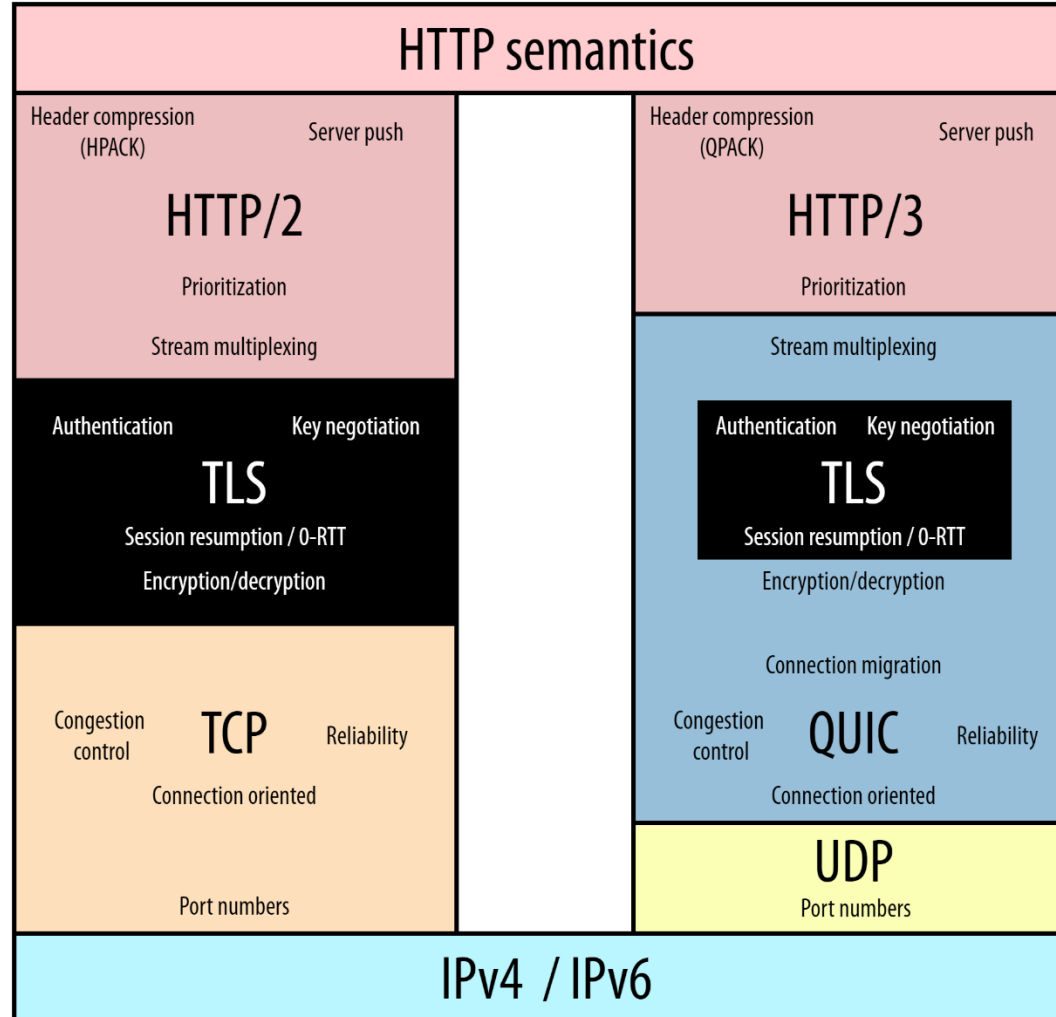 HTTP semantics
Header compression
(HPACK)
Server push
HTTP/2
Prioritization
Stream multiplexing
Authentication
Key negotiation
TLS
Session resumption / 0-RTT
Encryption/decryption
Congestion
control
TCP
Reliability
Connection oriented
Port numbers
Header compression
(QPACK)
Server push
HTTP/3
Prioritization
Stream multiplexing
Authentication
Key negotiation
TLS
Session resumption / 0-RTT
Encryption/decryption
Connection migration
Congestion
control
QUIC
Reliability
Connection oriented
UDP
Port numbers
IPv4 / IPv6